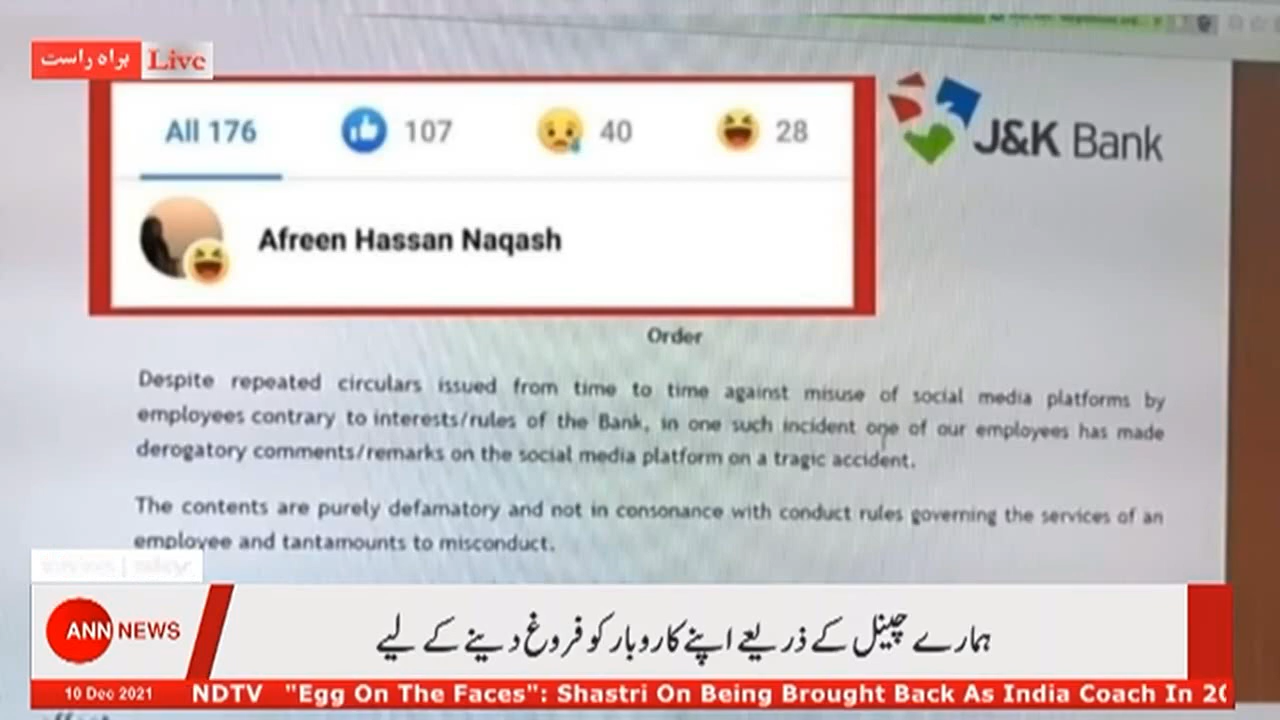 براہ راست Live
All 176 107 40 28
J&K Bank
Afreen Hassan Naqash
Order
Despite repeated circulars issued from time to time against misuse of social media platforms by
employees contrary to interests/rules of the Bank, in one such incident one of our employees has made
derogatory comments/remarks on the social media platform on a tragic accident.
The contents are purely defamatory and not in consonance with conduct rules governing the services of an
employee and tantamounts to misconduct.
ANN NEWS
ہمارے چینل کے ذریعے اپنے کاروبار کو فروغ دینے کے لیے
10 Dec 2021 NDTV "Egg On The Faces": Shastri On Being Brought Back As India Coach In 20